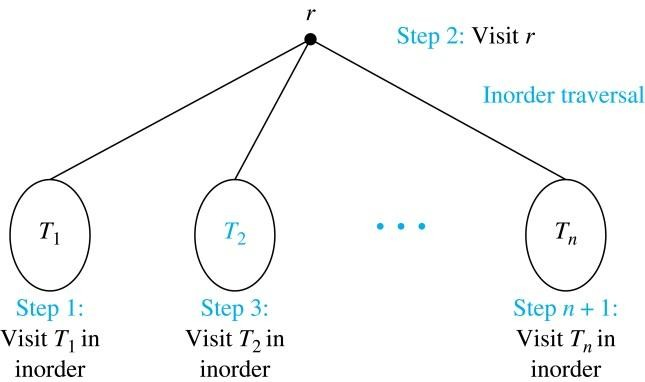 r
Step 2: Visit r
Inorder traversal
T1
T2
. . .
Tn
Step 1:
Visit T1 in
inorder
Step 3:
Visit T2 in
inorder
Step n + 1:
Visit Tn in
inorder